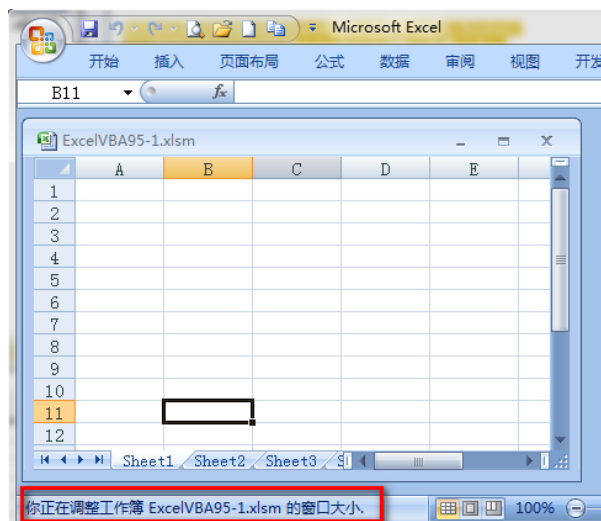 Microsoft Excel
开始 插入 页面布局 公式 数据 审阅 视图 开发
B11 fx
ExcelVBA95-1.xlsm
A B C D E
1
2
3
4
5
6
7
8
9
10
11
12
Sheet1 Sheet2 Sheet3
你正在调整工作簿 ExcelVBA95-1.xlsm 的窗口大小. 100%